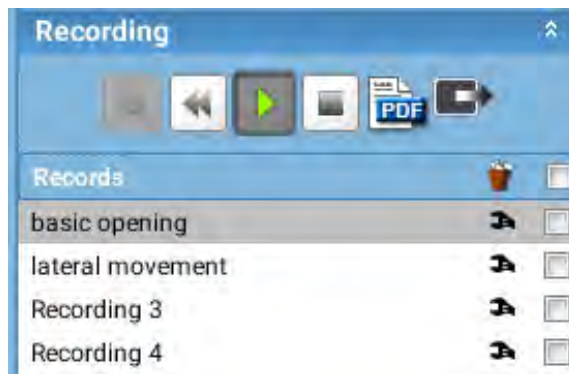 Recording
PDF
Records
basic opening
lateral movement
Recording 3
Recording 4